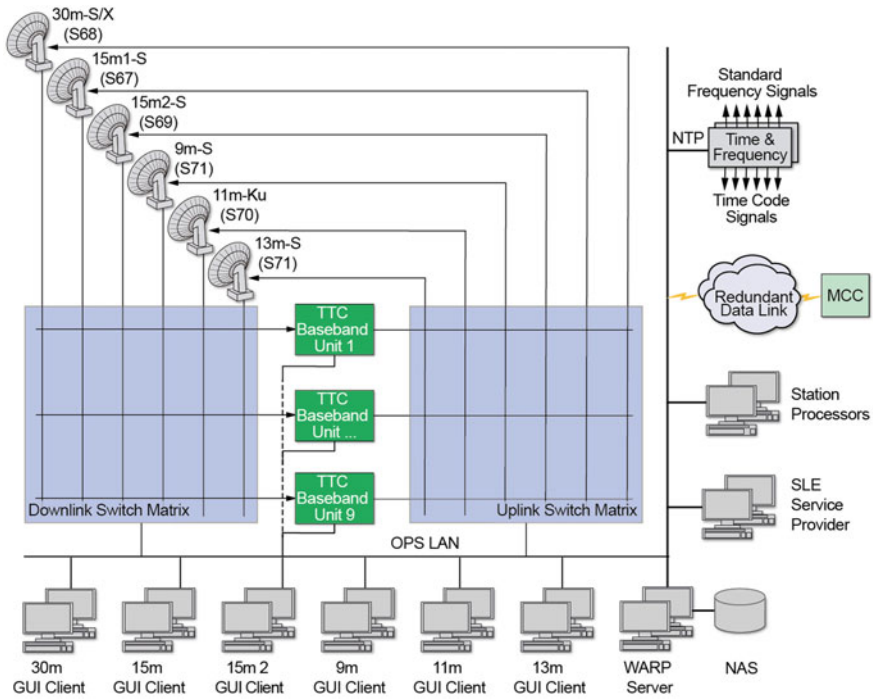 30m-S/X
(S68)
15m1-S
(S67)
15m2-S
(S69)
9m-S
(S71)
11m-Ku
(S70)
13m-S
(S71)
Standard
Frequency Signals
NTP
Time &
Frequency
Time Code
Signals
Redundant
Data Link
MCC
TTC
Baseband
Unit 1
TTC
Baseband
Unit ...
TTC
Baseband
Unit 9
Downlink Switch Matrix
Uplink Switch Matrix
Station
Processors
SLE
Service
Provider
OPS LAN
30m
GUI Client
15m
GUI Client
15m 2
GUI Client
9m
GUI Client
11m
GUI Client
13m
GUI Client
WARP
Server
NAS